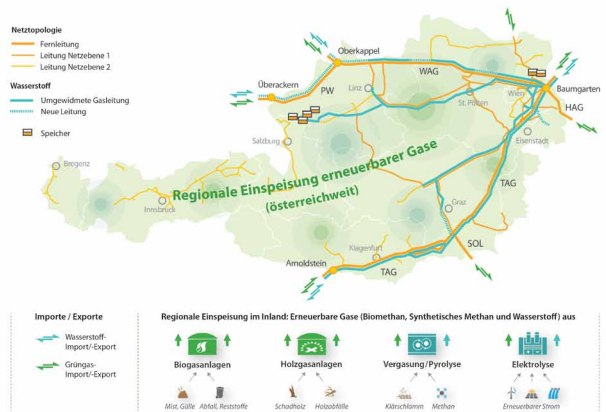 Netztopologie
Fernleitung
Leitung Netzebene 1
Leitung Netzebene 2
Wasserstoff
Umgewidmete Gasleitung
Neue Leitung
Speicher
Oberkappel
Überackern
PW
WAG
Linz
St. Pölten
Wien
Baumgarten
HAG
Eisenstadt
Salzburg
Bregenz
Innsbruck
Regionale Einspeisung erneuerbarer Gase
(österreichweit)
TAG
Graz
SOL
Klagenfurt
Arnoldstein
TAG
Importe / Exporte
Wasserstoff-
Import/-Export
Grüngas-
Import/-Export
Regionale Einspeisung im Inland: Erneuerbare Gase (Biomethan, Synthetisches Methan und Wasserstoff) aus
Biogasanlagen
Holzgasanlagen
Vergasung/Pyrolyse
Elektrolyse
Mist, Gülle
Abfall, Reststoffe
Schadholz
Holzabfälle
Klärschlamm
Methan
Erneuerbarer Strom